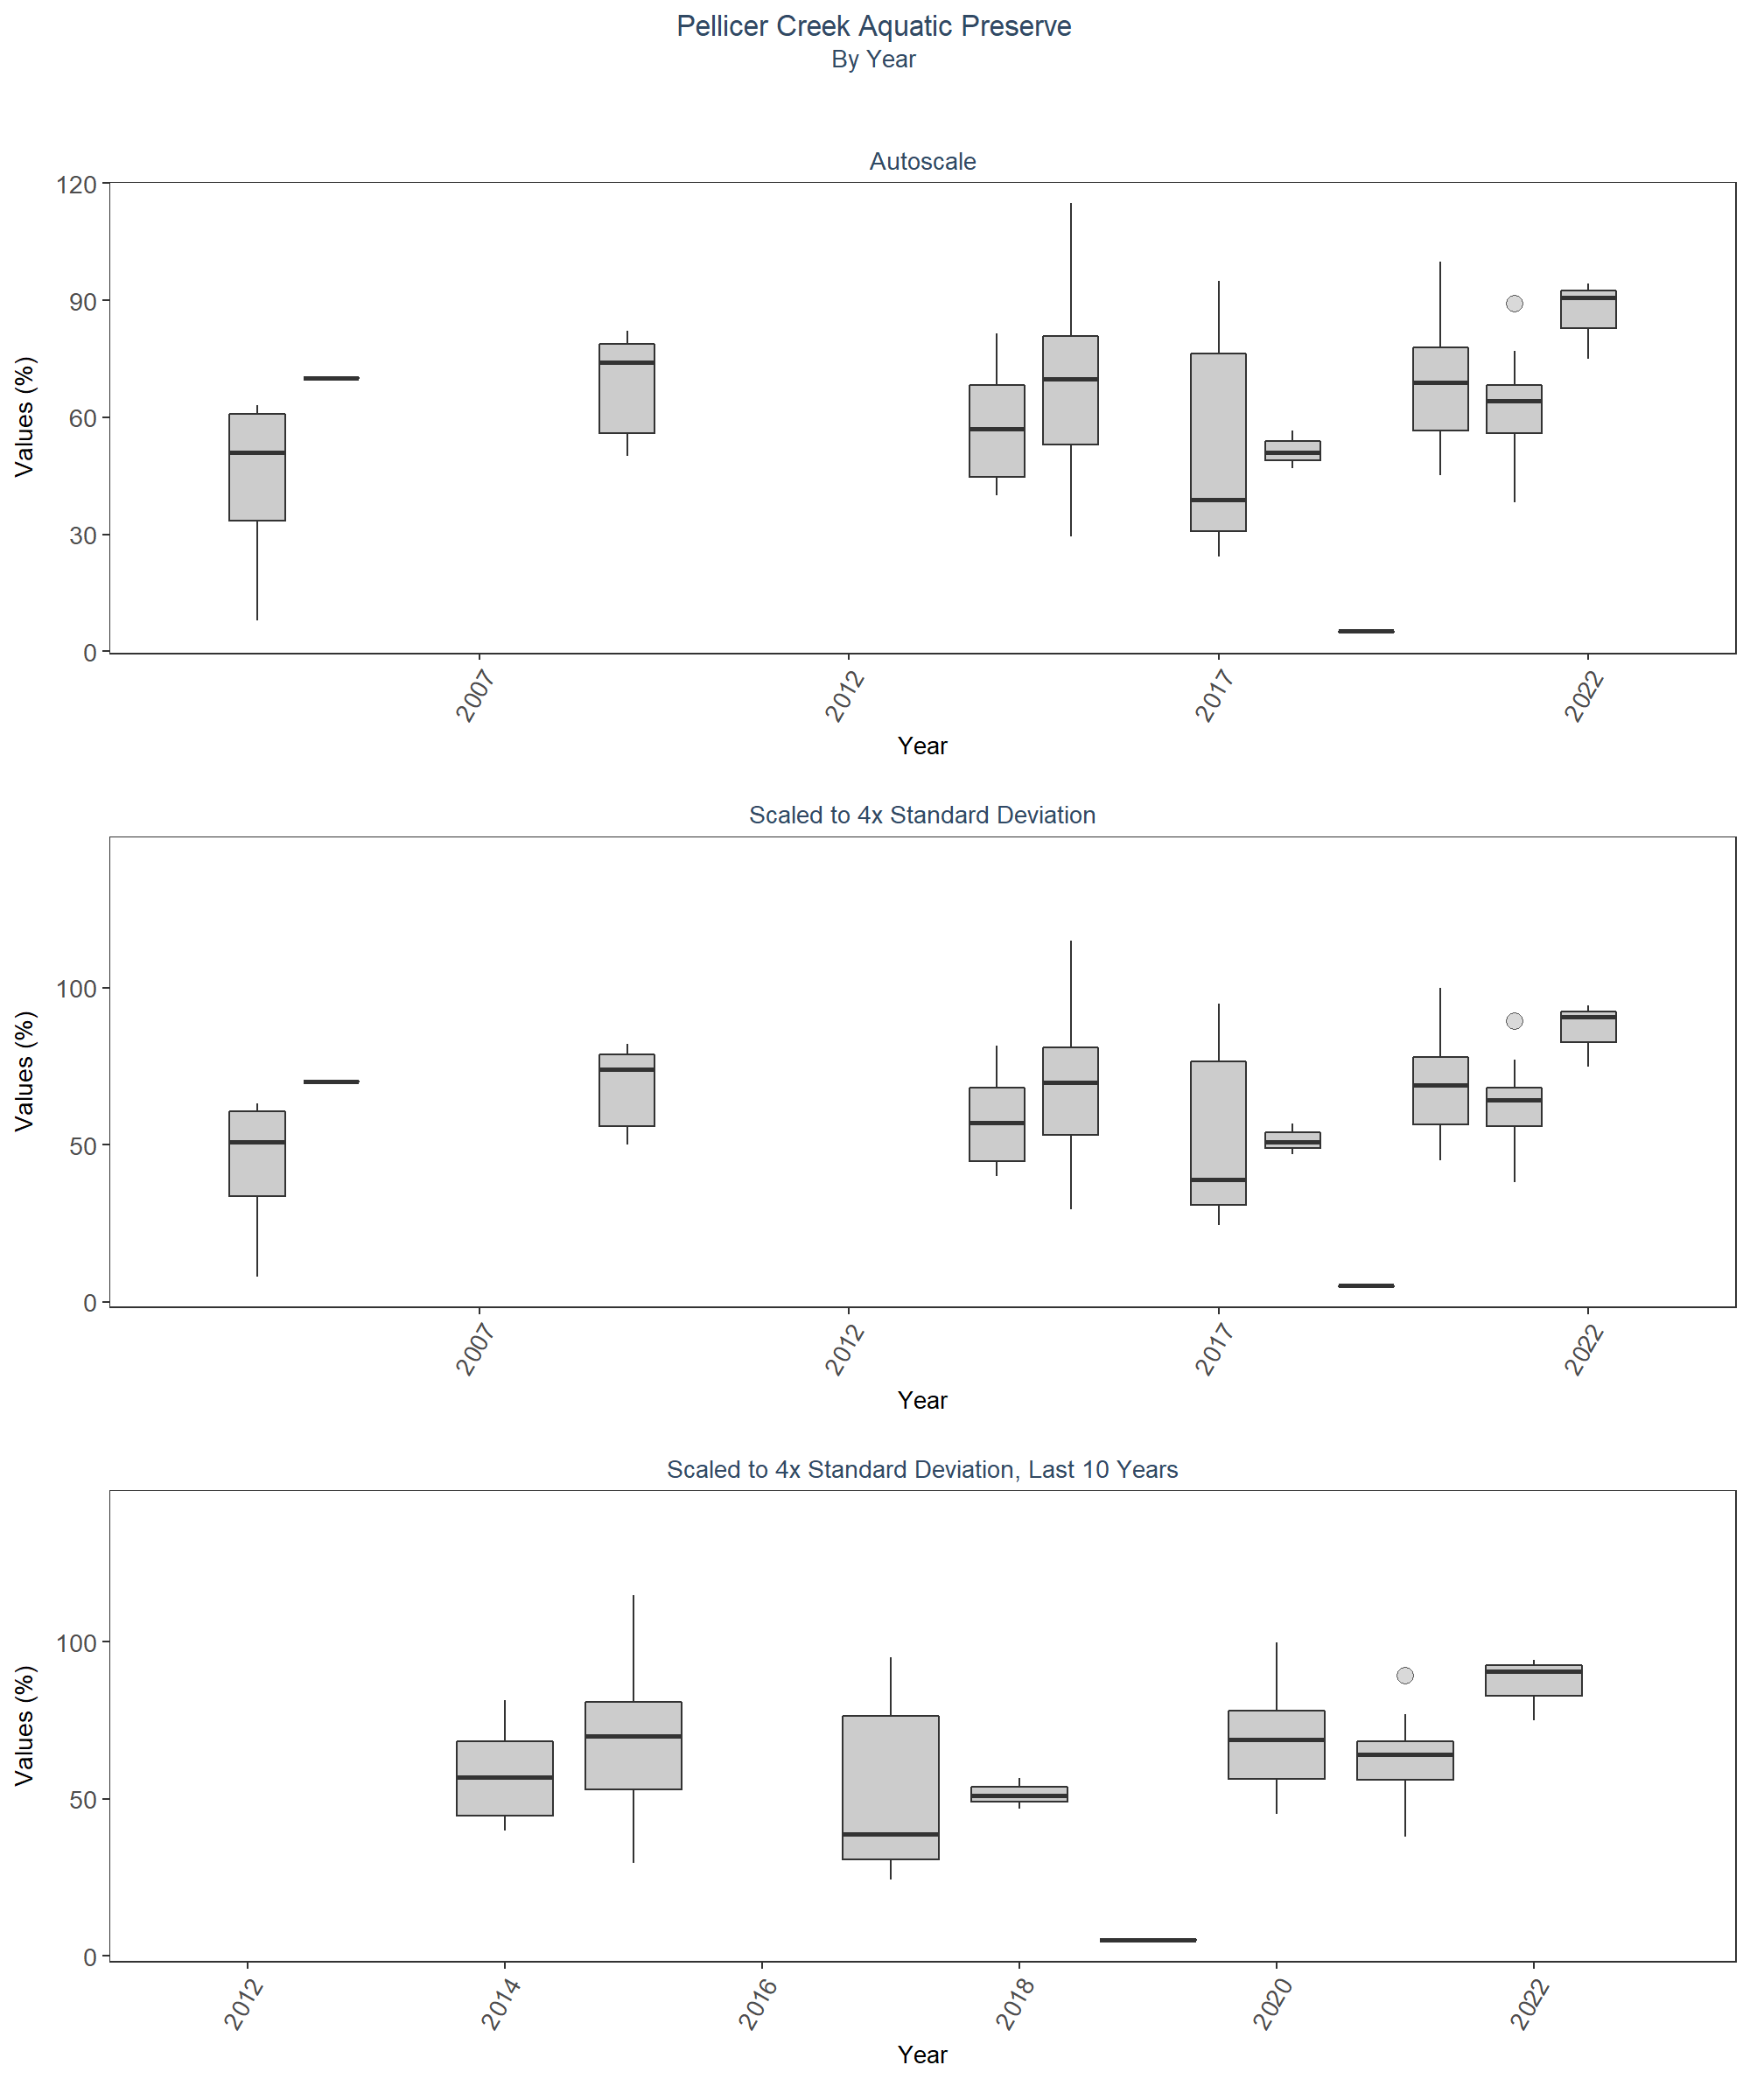 Pellicer Creek Aquatic Preserve
By Year
Autoscale
120
90
60
30
0
Values (%)
2007 2012 2017 2022
Year
Scaled to 4x Standard Deviation
100
50
0
Values (%)
2007 2012 2017 2022
Year
Scaled to 4x Standard Deviation, Last 10 Years
100
50
0
Values (%)
2012 2014 2016 2018 2020 2022
Year